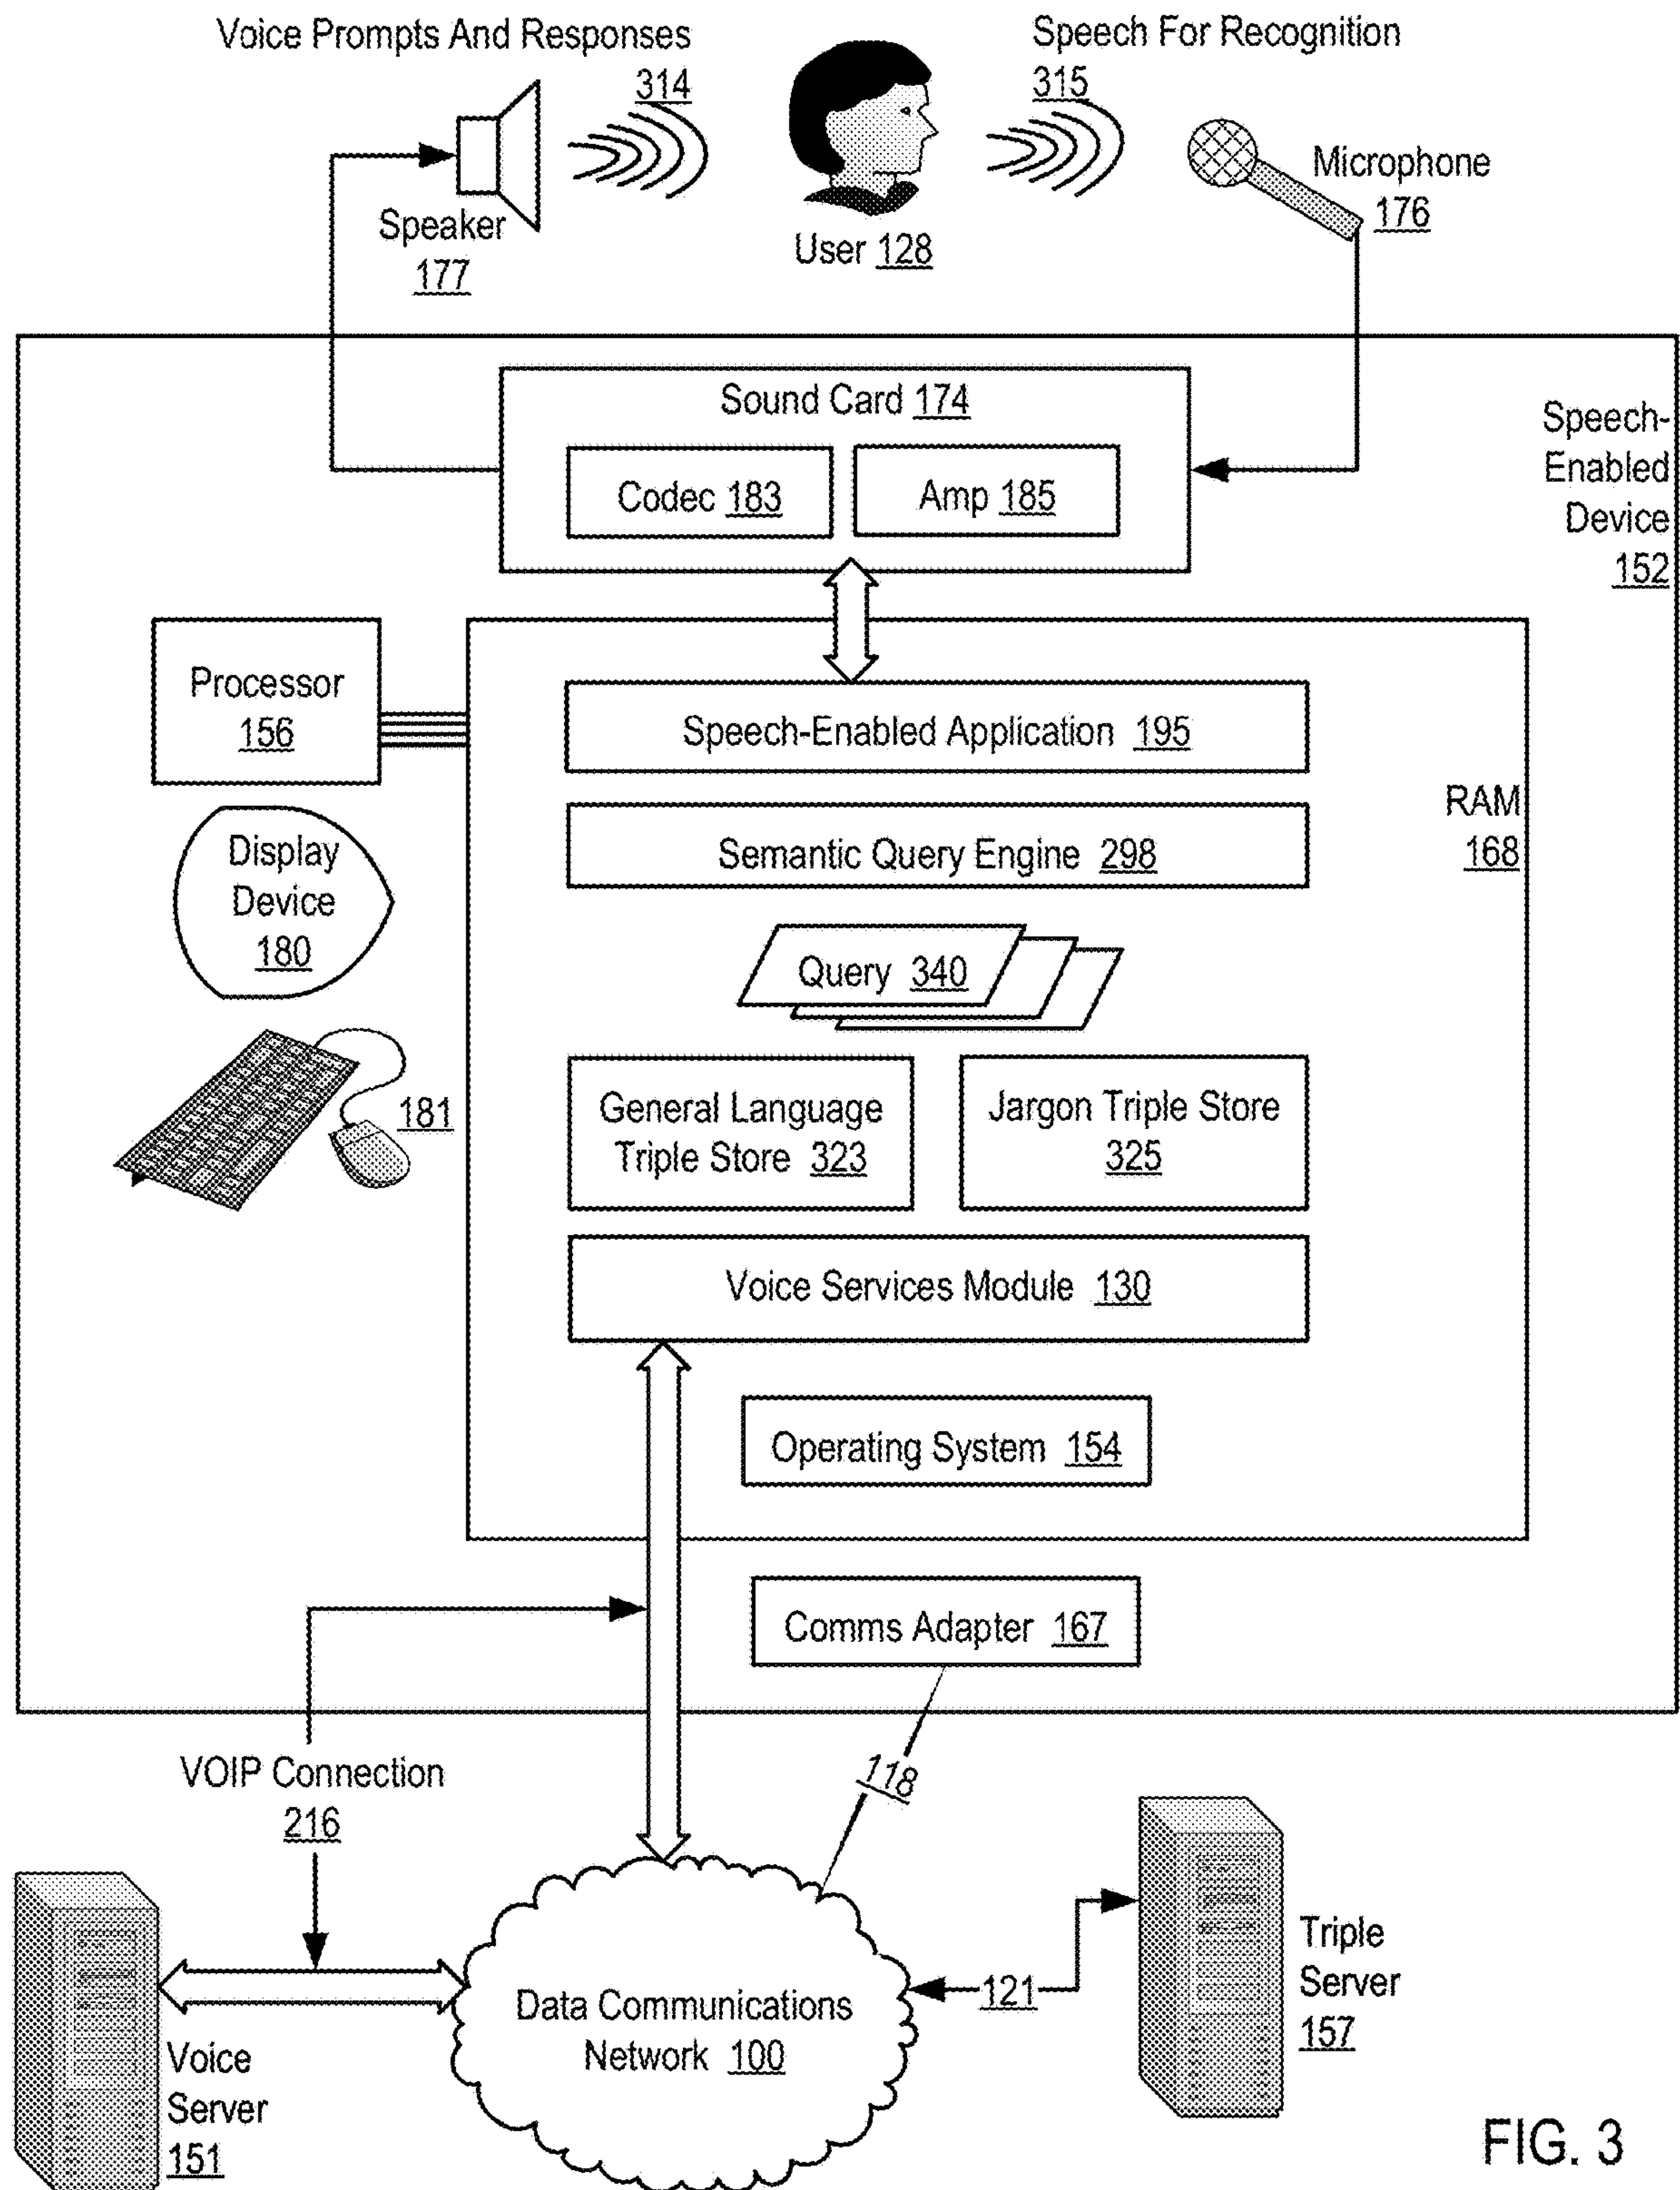 Voice Prompts And Responses
314
Speech For Recognition
315
Speaker
177
User 128
Microphone
176
Sound Card 174
Codec 183
Amp 185
Speech-
Enabled
Device
152
Processor
156
Speech-Enabled Application 195
RAM
168
Display
Device
180
Semantic Query Engine 298
Query 340
181
General Language
Triple Store 323
Jargon Triple Store
325
Voice Services Module 130
Operating System 154
Comms Adapter 167
VOIP Connection
216
118
Data Communications
Network 100
121
Triple
Server
157
Voice
Server
151
FIG. 3